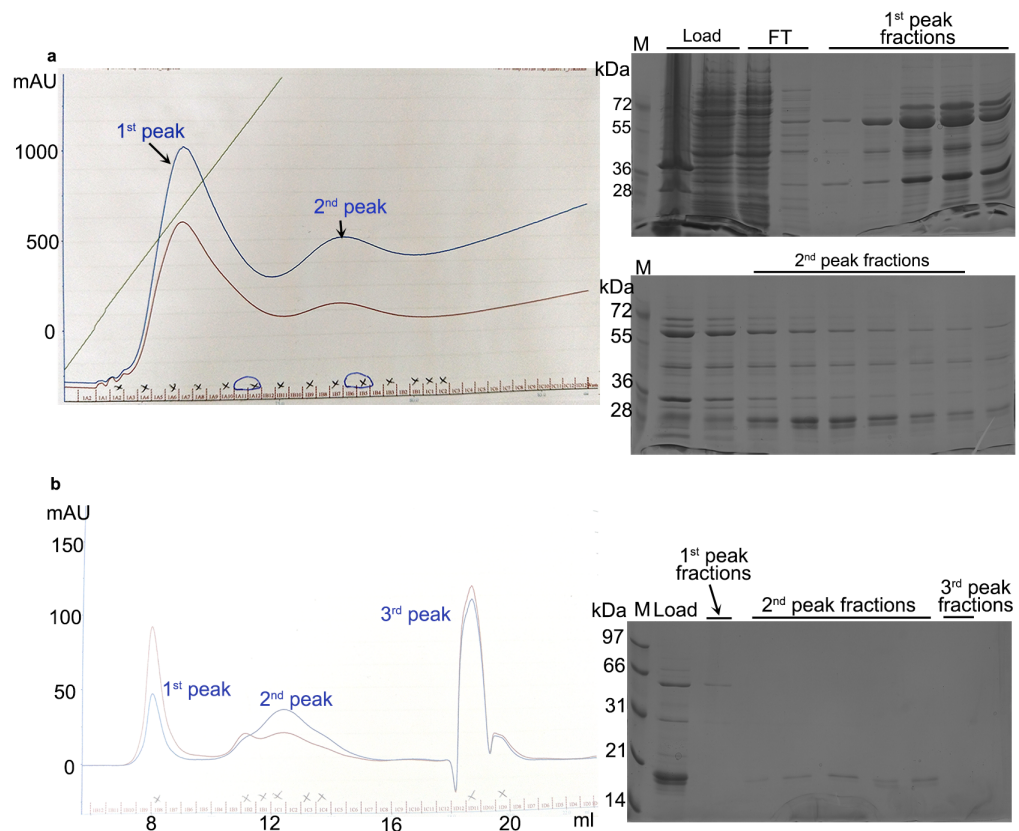 a
mAU
1000
500
0
1st peak
2nd peak
M
Load
FT
1st peak
fractions
kDa
72
55
36
28
M
2nd peak fractions
kDa
72
55
36
28
b
mAU
150
100
50
0
1st peak
2nd peak
3rd peak
8
12
16
20
ml
1st peak
fractions
kDa
M
Load
2nd peak fractions
3rd peak
fractions
97
66
31
21
14